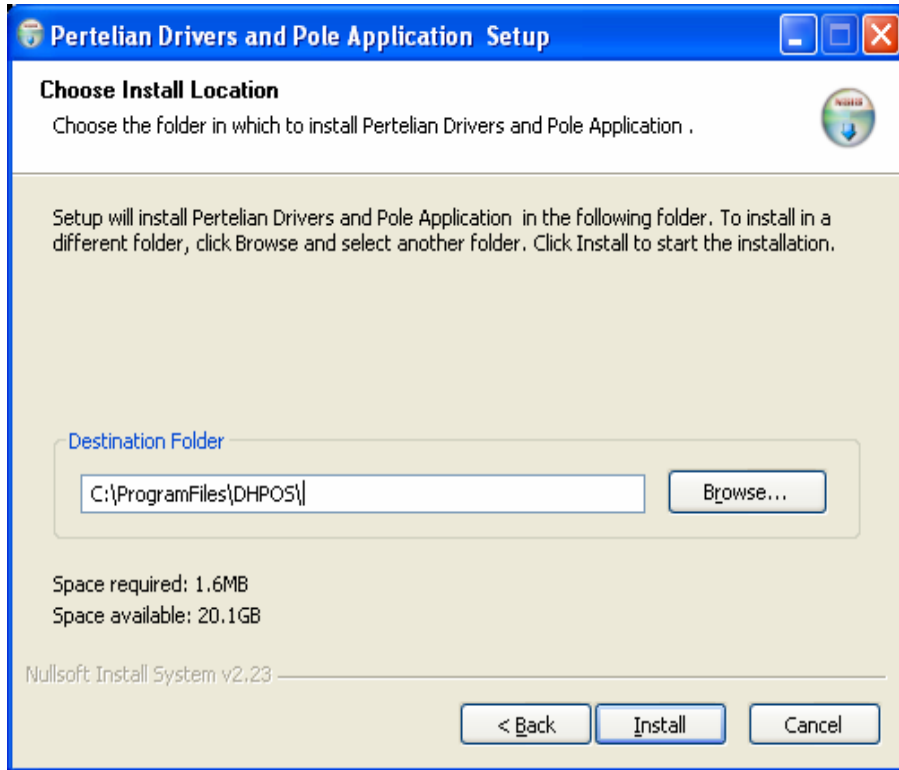 Pertelian Drivers and Pole Application Setup
Choose Install Location
Choose the folder in which to install Pertelian Drivers and Pole Application .
Setup will install Pertelian Drivers and Pole Application in the following folder. To install in a
different folder, click Browse and select another folder. Click Install to start the installation.
Destination Folder
C:\ProgramFiles\DHPOS\
Browse...
Space required: 1.6MB
Space available: 20.1GB
Nullsoft Install System v2.23
< Back
Install
Cancel